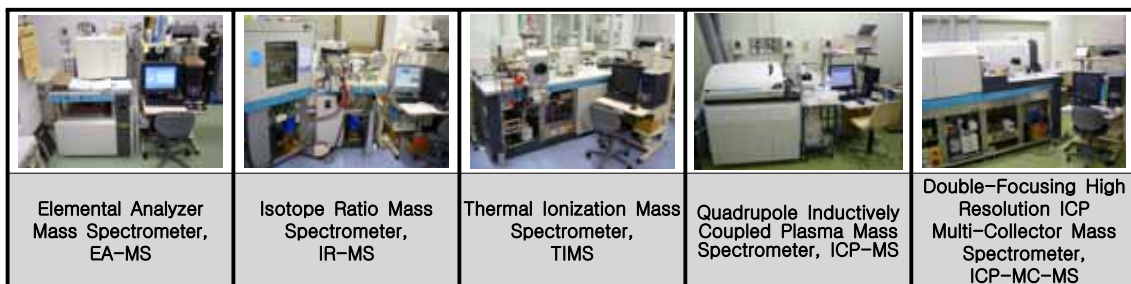 Elemental Analyzer
Mass Spectrometer,
EA-MS
Isotope Ratio Mass
Spectrometer,
IR-MS
Thermal Ionization Mass
Spectrometer,
TIMS
Quadrupole Inductively
Coupled Plasma Mass
Spectrometer, ICP-MS
Double-Focusing High
Resolution ICP
Multi-Collector Mass
Spectrometer,
ICP-MC-MS